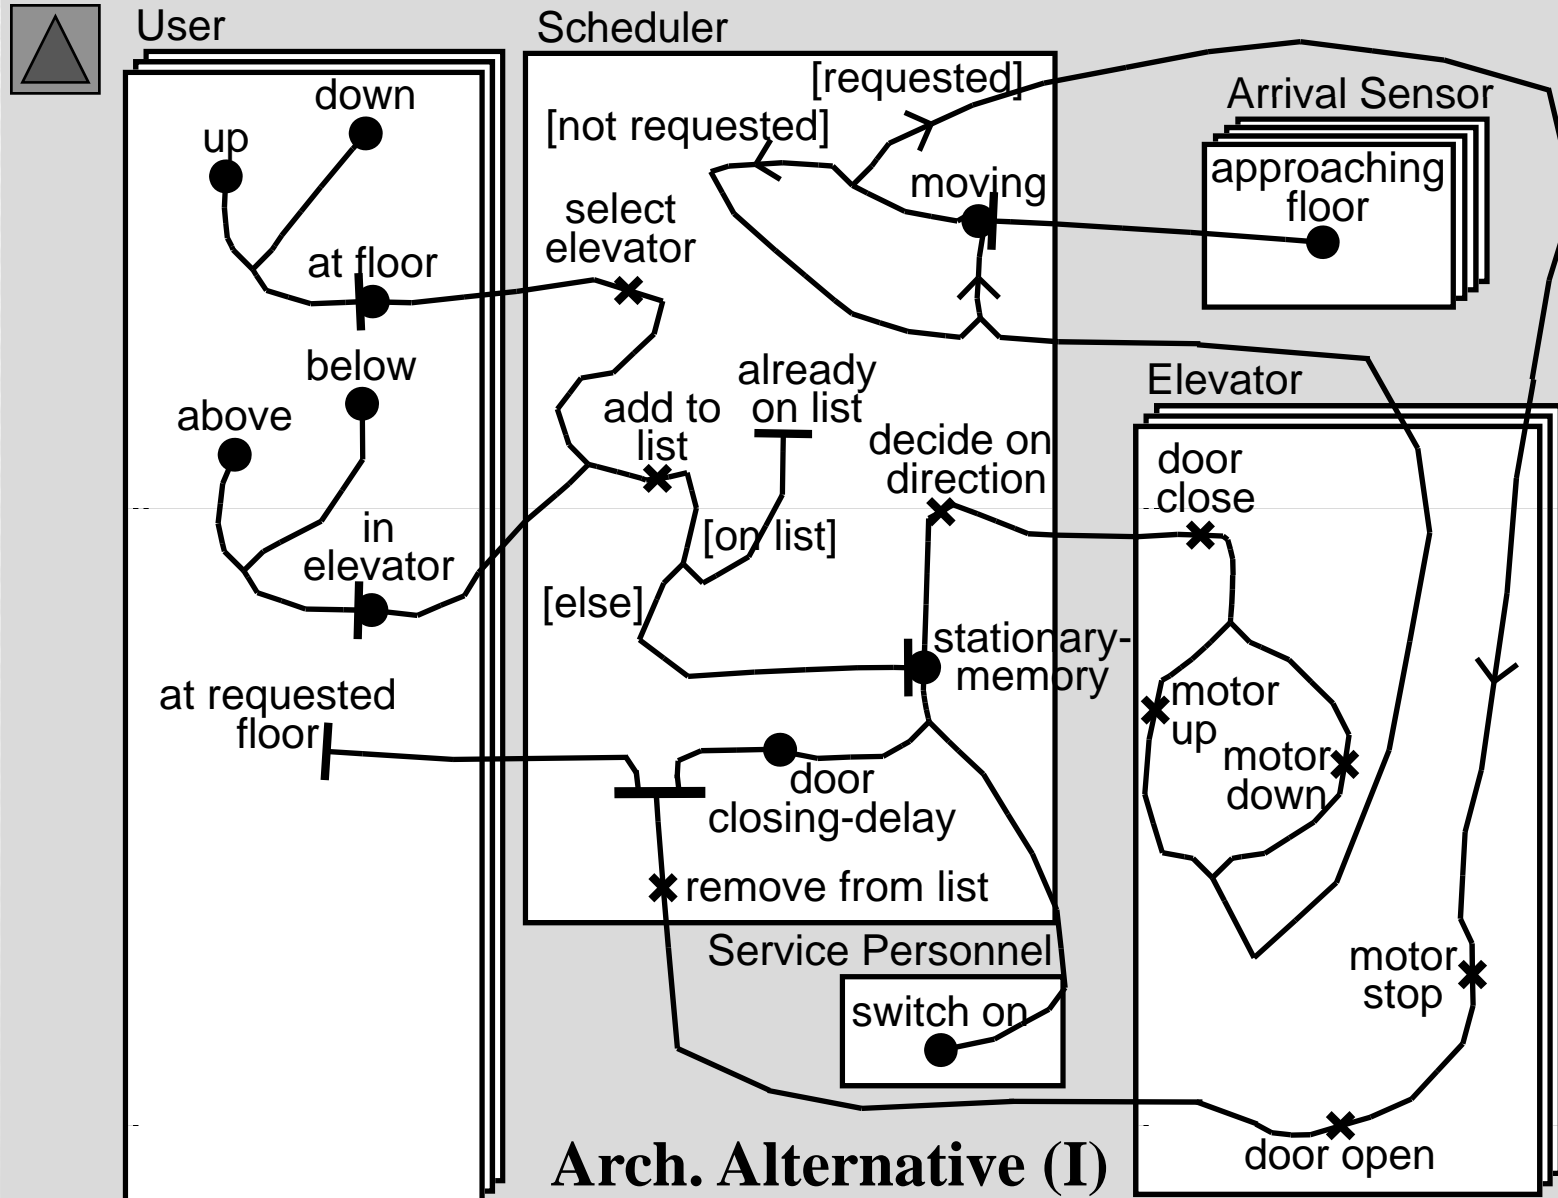 User
Scheduler
down
[requested]
Arrival Sensor
up
[not requested]
approaching
floor
moving
select
elevator
at floor
below
already
on list
Elevator
above
add to
list
decide on
direction
door
close
in
elevator
[on list]
[else]
stationary-
memory
at requested
floor
motor
up
motor
down
door
closing-delay
remove from list
Service Personnel
motor
stop
switch on
door open
Arch. Alternative (I)